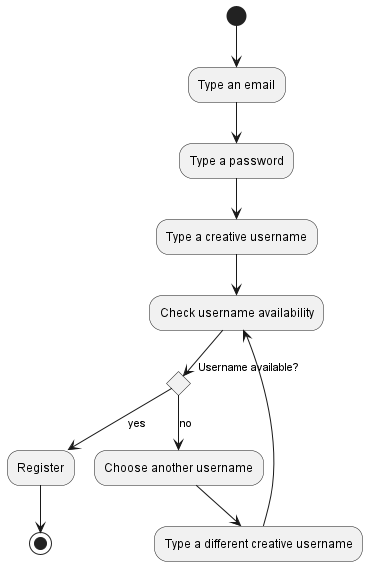 Type an email
Type a password
Type a creative username
Check username availability
Username available?
yes
no
Register
Choose another username
Type a different creative username